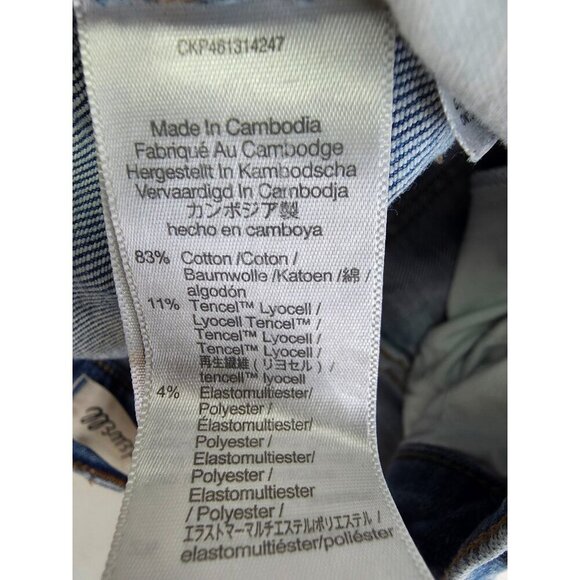 CKP461314247
Made In Cambodia
Fabriqué Au Cambodge
Hergestellt In Kambodscha
Vervaardigd In Cambodja
カンボジア製
hecho en camboya
83% Cotton /Coton /
Baumwolle /Katoen /綿 /
algodón
11% Tencel™ Lyocell /
Lyocell Tencel™ /
Tencel™ Lyocell /
Tencel™ Lyocell /
再生繊維 (リヨセル) /
tencell™ lyocell
4% Elastomultiester/
Polyester /
Élastomultiester/
Polyester /
Elastomultiester/
Polyester /
Elastomultiester
/ Polyester /
エラストマーマルチエステル/ポリエステル /
elastomultiéster/poliéster